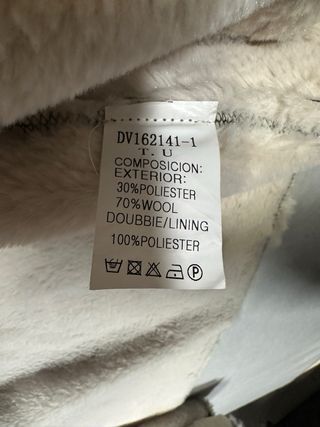 DV162141-1
T. U
COMPOSICION:
EXTERIOR:
30%POLIESTER
70%WOOL
DOUBBIE/LINING
100%POLIESTER
P